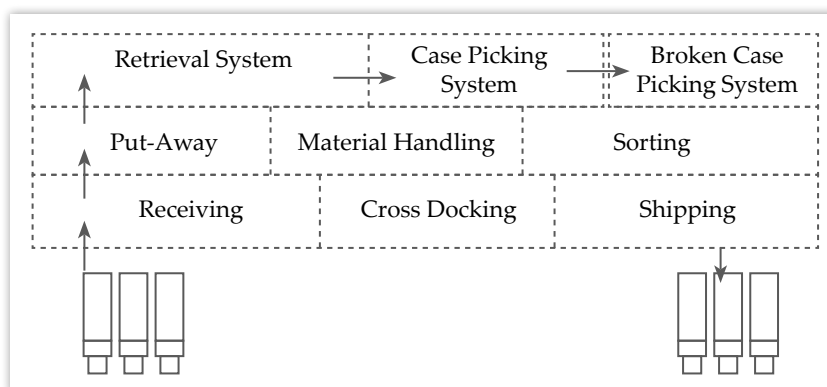 Retrieval System
Case Picking
System
Broken Case
Picking System
Put-Away
Material Handling
Sorting
Receiving
Cross Docking
Shipping